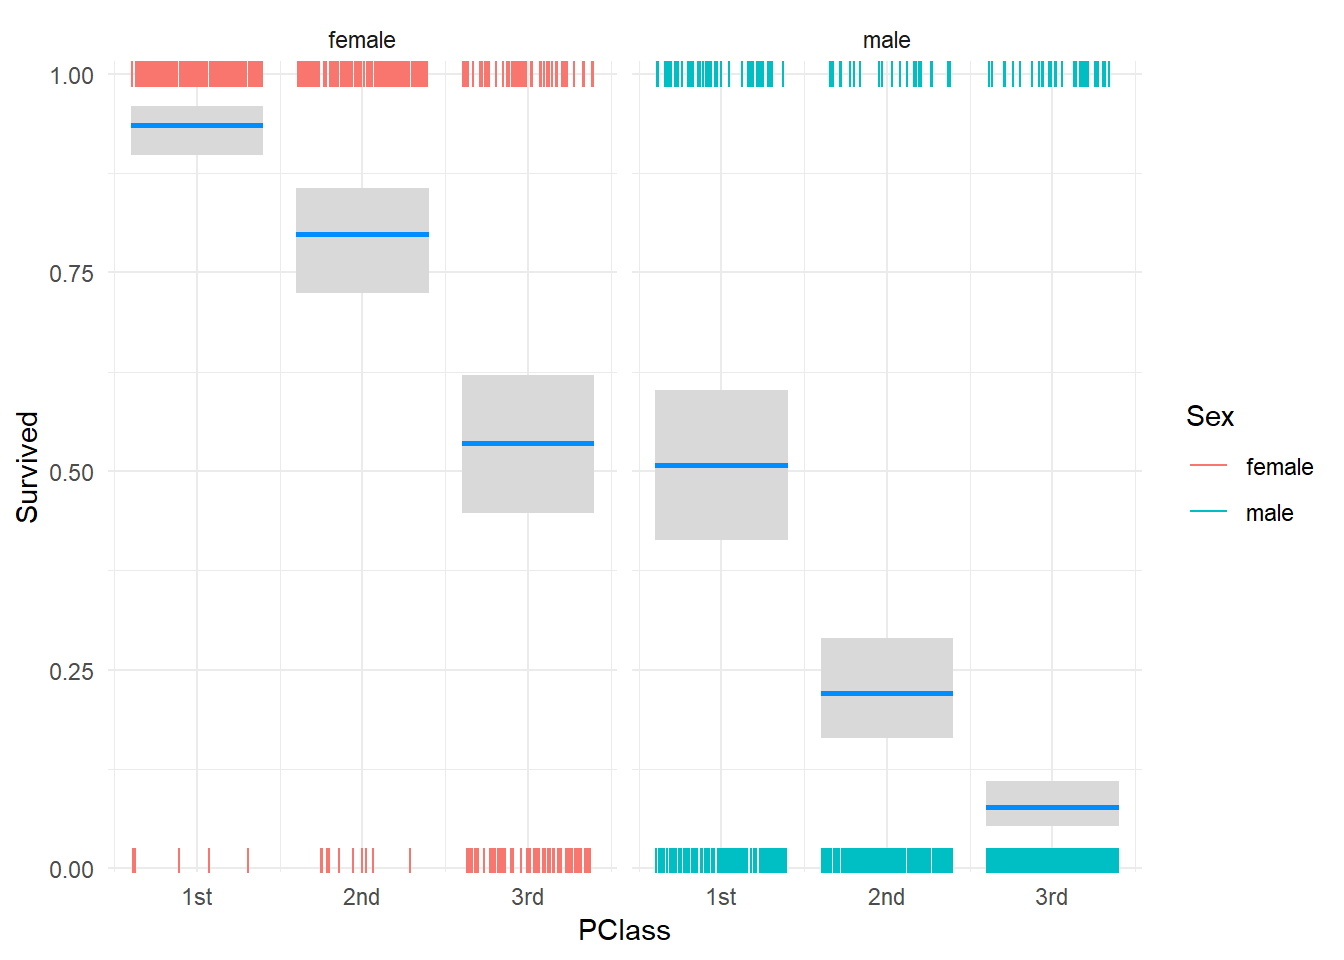 female male
1.00
0.75
0.50
0.25
0.00
Survived
1st 2nd 3rd 1st 2nd 3rd
PClass
Sex
female
male